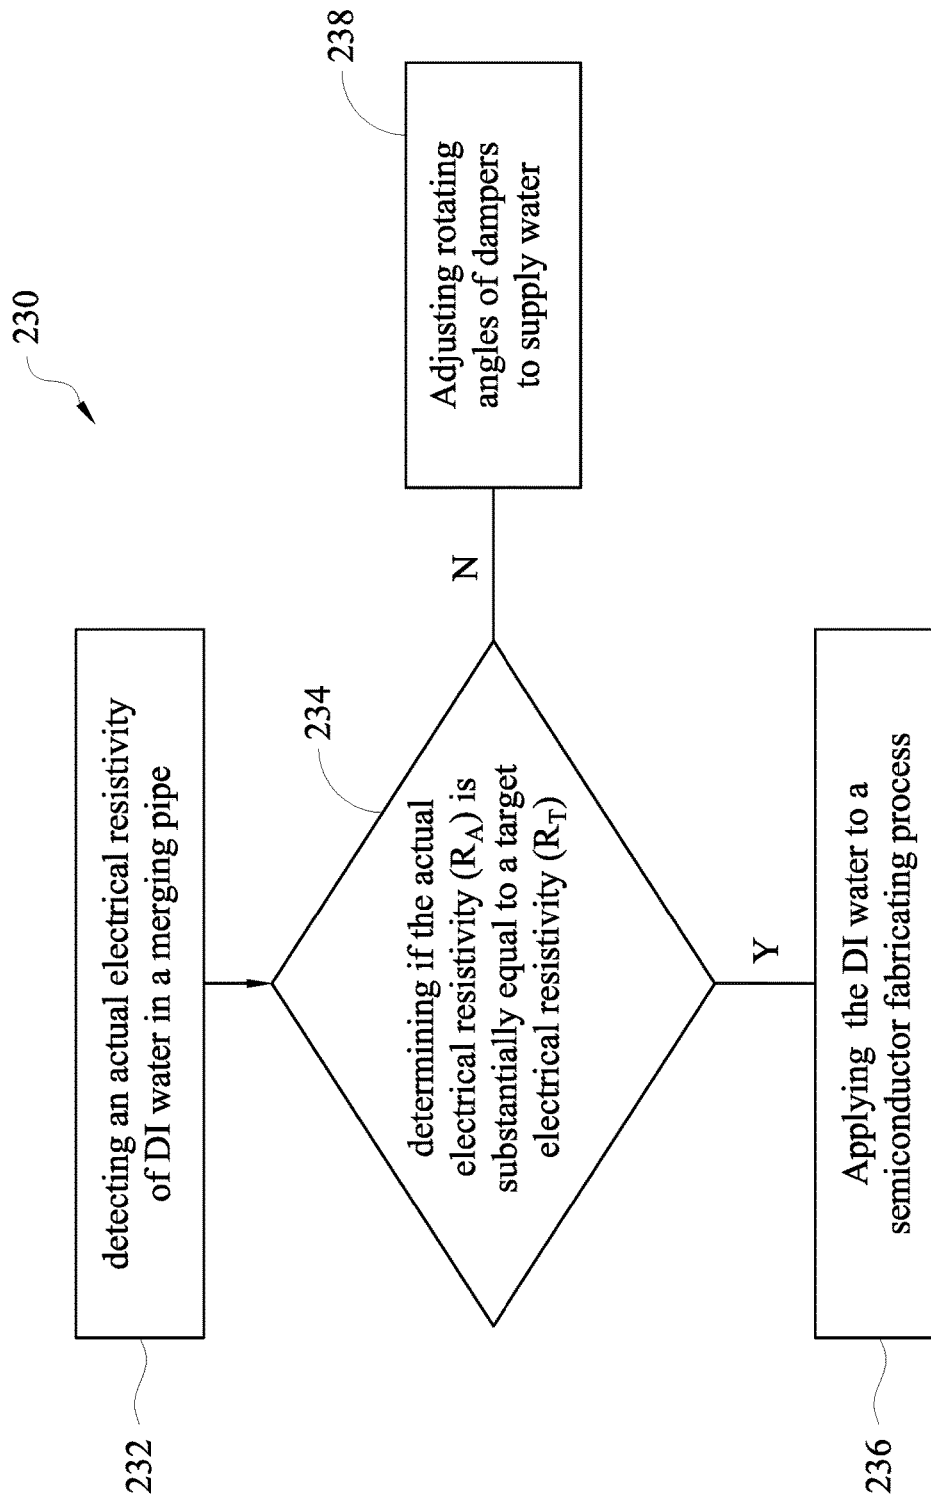 230
232
detecting an actual electrical resistivity
of DI water in a merging pipe
234
determining if the actual
electrical resistivity (R_A) is
substantially equal to a target
electrical resistivity (R_T)
N
238
Adjusting rotating
angles of dampers
to supply water
Y
236
Applying the DI water to a
semiconductor fabricating process